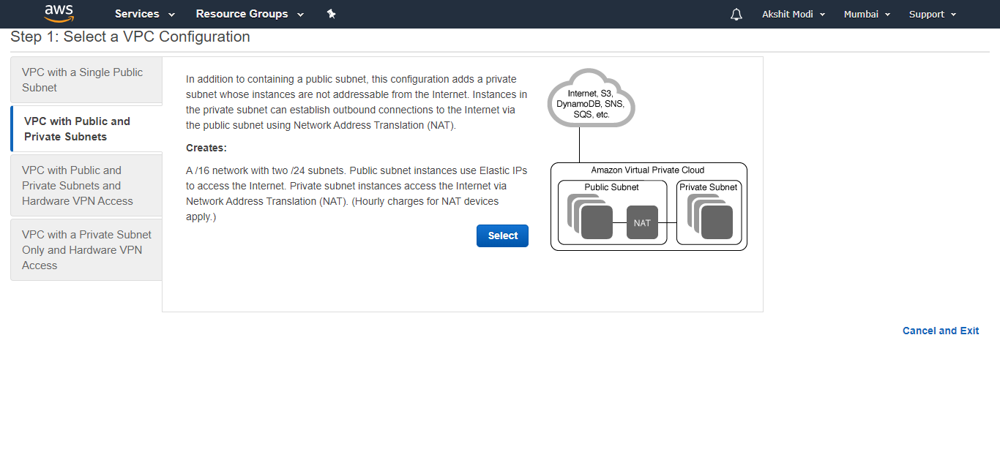 aws
Services
Resource Groups
Akshit Modi
Mumbai
Support
Step 1: Select a VPC Configuration
VPC with a Single Public
Subnet
VPC with Public and
Private Subnets
VPC with Public and
Private Subnets and
Hardware VPN Access
VPC with a Private Subnet
Only and Hardware VPN
Access
In addition to containing a public subnet, this configuration adds a private
subnet whose instances are not addressable from the Internet. Instances in
the private subnet can establish outbound connections to the Internet via
the public subnet using Network Address Translation (NAT).
Creates:
A /16 network with two /24 subnets. Public subnet instances use Elastic IPs
to access the Internet. Private subnet instances access the Internet via
Network Address Translation (NAT). (Hourly charges for NAT devices
apply.)
Select
Internet, S3,
DynamoDB, SNS,
SQS, etc.
Amazon Virtual Private Cloud
Public Subnet
Private Subnet
NAT
Cancel and Exit